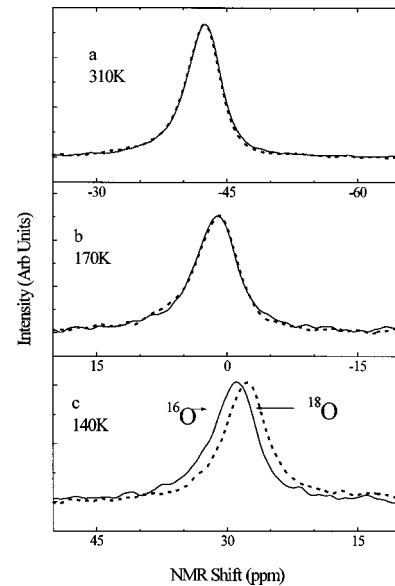 a
310K
-30 -45 -60
b
170K
Intensity (Arb Units)
15 0 -15
c
140K
16O
18O
45 30 15
NMR Shift (ppm)